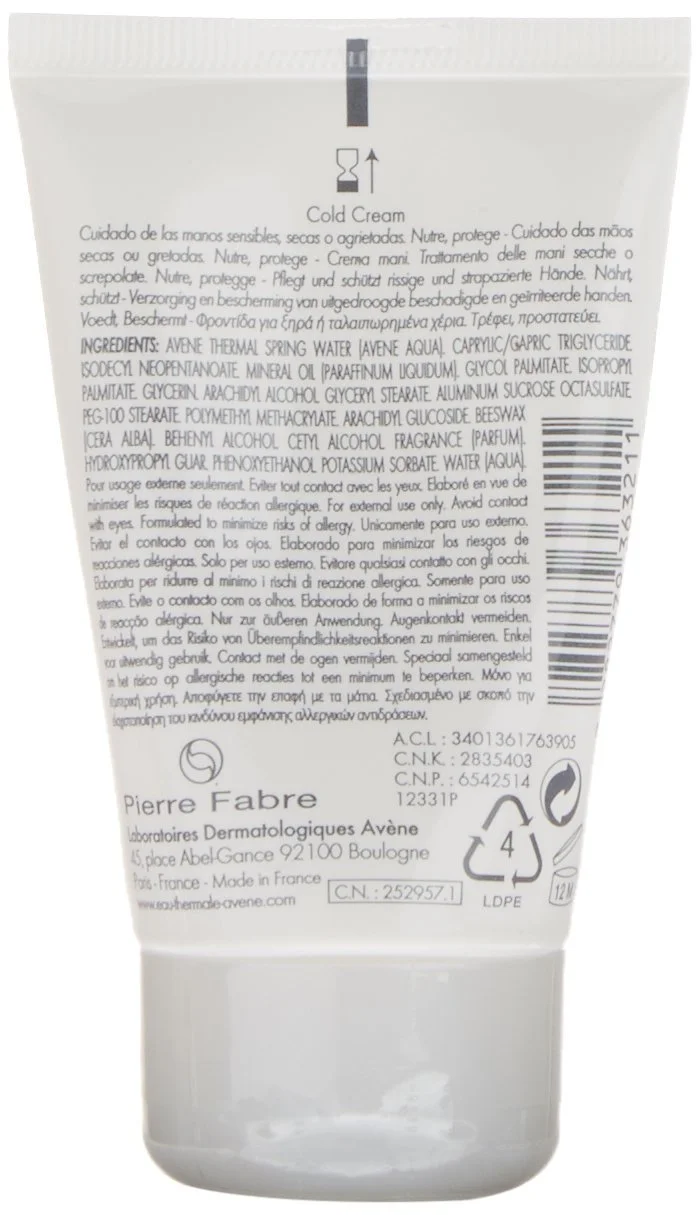 Cold Cream
Cuidado de las manos sensibles, secas o agrietadas. Nutre, protege - Cuidado das mãos
secas ou gretadas. Nutre, protege - Crema mani. Trattamento delle mani secche o
screpolate. Nutre, protegge - Pflegt und schützt rissige und strapazierte Hände. Nährt,
schützt - Verzorging en bescherming van uitgedroogde beschadigde en geïrriteerde handen.
Voedt, Beschermt - Φροντίδα για ξηρά ή ταλαιπωρημένα χέρια. Τρέφει, προστατεύει.
INGREDIENTS: AVENE THERMAL SPRING WATER (AVENE AQUA). CAPRYLIC/CAPRIC TRIGLYCERIDE.
ISODECYL NEOPENTANOATE. MINERAL OIL (PARAFFINUM LIQUIDUM). GLYCOL PALMITATE. ISOPROPYL
PALMITATE. GLYCERIN. ARACHIDYL ALCOHOL. GLYCERYL STEARATE. ALUMINUM SUCROSE OCTASULFATE.
PEG-100 STEARATE. POLYMETHYL METHACRYLATE. ARACHIDYL GLUCOSIDE. BEESWAX
(CERA ALBA). BEHENYL ALCOHOL. CETYL ALCOHOL. FRAGRANCE (PARFUM).
HYDROXYPROPYL GUAR. PHENOXYETHANOL. POTASSIUM SORBATE. WATER (AQUA).
Pour usage externe seulement. Eviter tout contact avec les yeux. Elaboré en vue de
minimiser les risques de réaction allergique. For external use only. Avoid contact
with eyes. Formulated to minimize risks of allergy. Unicamente para uso externo.
Evitar el contacto con los ojos. Elaborado para minimizar los riesgos de
reacciones alérgicas. Solo per uso esterno. Evitare qualsiasi contatto con gli occhi.
Elaborata per ridurre al minimo i rischi di reazione allergica. Somente para uso
externo. Evite o contacto com os olhos. Elaborado de forma a minimizar os riscos
de reacção alérgica. Nur zur äußeren Anwendung. Augenkontakt vermeiden.
Entwickelt, um das Risiko von Überempfindlichkeitsreaktionen zu minimieren. Enkel
voor uitwendig gebruik. Contact met de ogen vermijden. Speciaal samengesteld
om het risico op allergische reacties tot een minimum te beperken. Μόνο για
εξωτερική χρήση. Αποφύγετε την επαφή με τα μάτια. Σχεδιασμένο με σκοπό την
ελαχιστοποίηση του κινδύνου εμφάνισης αλλεργικών αντιδράσεων.
363211
A.C.L : 3401361763905
C.N.K. : 2835403
C.N.P. : 6542514
12331P
Pierre Fabre
Laboratoires Dermatologiques Avène
45, place Abel-Gance 92100 Boulogne
Paris - France - Made in France
www.eau-thermale-avene.com
C.N. : 252957.1
4
LDPE
12 M